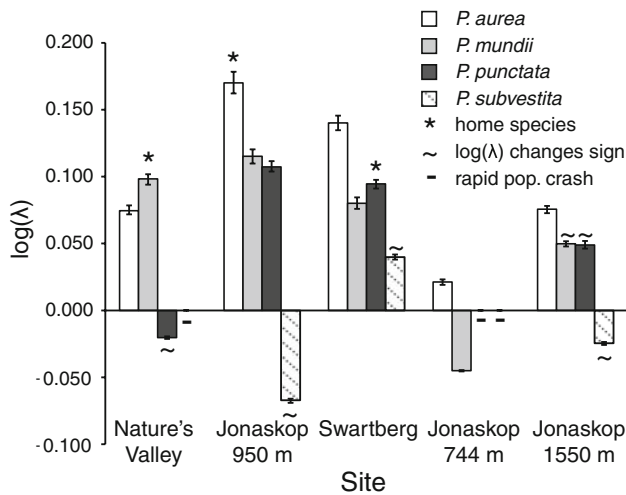 0.200
0.150
0.100
0.050
0.000
-0.050
-0.100
log(λ)
P. aurea
P. mundii
P. punctata
P. subvestita
* home species
~ log(λ) changes sign
- rapid pop. crash
* * *
~ ~ ~ ~ ~ ~
- - -
Nature's Jonaskop Swartberg Jonaskop Jonaskop
Valley 950 m 744 m 1550 m
Site